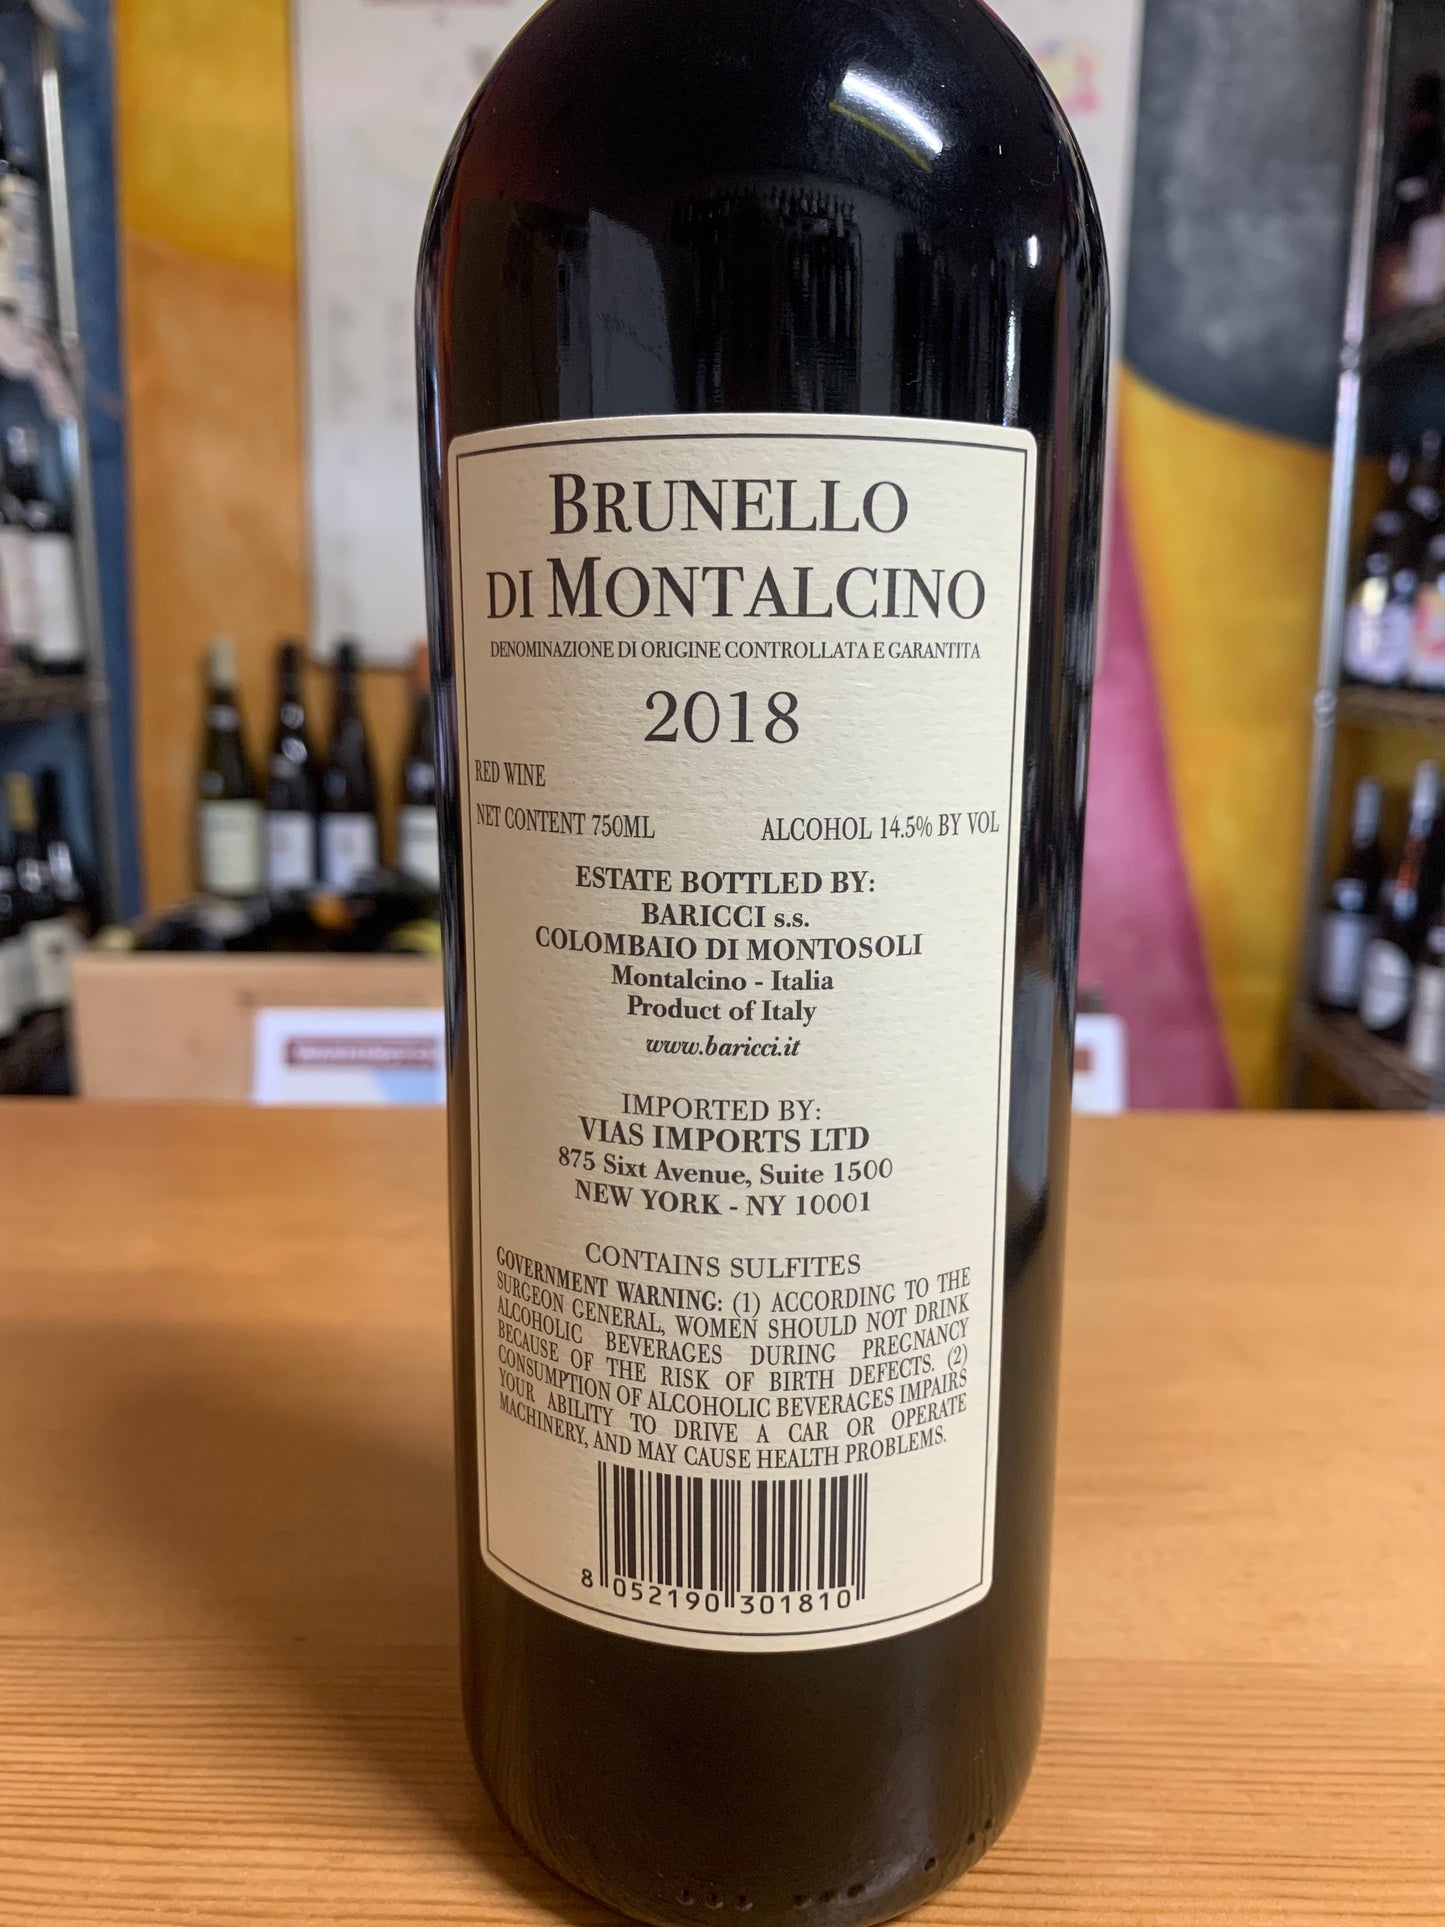 BRUNELLO
DI MONTALCINO
DENOMINAZIONE DI ORIGINE CONTROLLATA E GARANTITA
2018
RED WINE
NET CONTENT 750ML ALCOHOL 14.5% BY VOL
ESTATE BOTTLED BY:
BARICCI s.s.
COLOMBAIO DI MONTOSOLI
Montalcino - Italia
Product of Italy
www.baricci.it
IMPORTED BY:
VIAS IMPORTS LTD
875 Sixt Avenue, Suite 1500
NEW YORK - NY 10001
CONTAINS SULFITES
GOVERNMENT WARNING: (1) ACCORDING TO THE
SURGEON GENERAL, WOMEN SHOULD NOT DRINK
ALCOHOLIC BEVERAGES DURING PREGNANCY
BECAUSE OF THE RISK OF BIRTH DEFECTS. (2)
CONSUMPTION OF ALCOHOLIC BEVERAGES IMPAIRS
YOUR ABILITY TO DRIVE A CAR OR OPERATE
MACHINERY, AND MAY CAUSE HEALTH PROBLEMS.
8 052190 301810